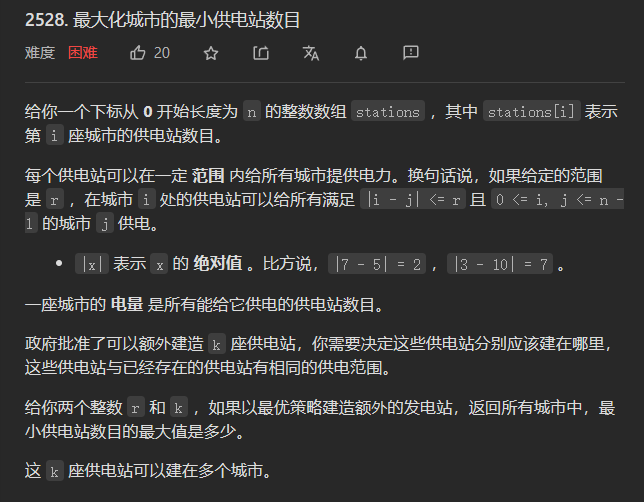 2528. 最大化城市的最小供电站数目
难度 困难 20
给你一个下标从 0 开始长度为 n 的整数数组 stations ，其中 stations[i] 表示
第 i 座城市的供电站数目。
每个供电站可以在一定 范围 内给所有城市提供电力。换句话说，如果给定的范围
是 r ，在城市 i 处的供电站可以给所有满足 |i - j| <= r 且 0 <= i, j <= n -
1 的城市 j 供电。
• |x| 表示 x 的 绝对值 。比方说，|7 - 5| = 2 ，|3 - 10| = 7 。
一座城市的 电量 是所有能给它供电的供电站数目。
政府批准了可以额外建造 k 座供电站，你需要决定这些供电站分别应该建在哪里，
这些供电站与已经存在的供电站有相同的供电范围。
给你两个整数 r 和 k ，如果以最优策略建造额外的发电站，返回所有城市中，最
小供电站数目的最大值是多少。
这 k 座供电站可以建在多个城市。